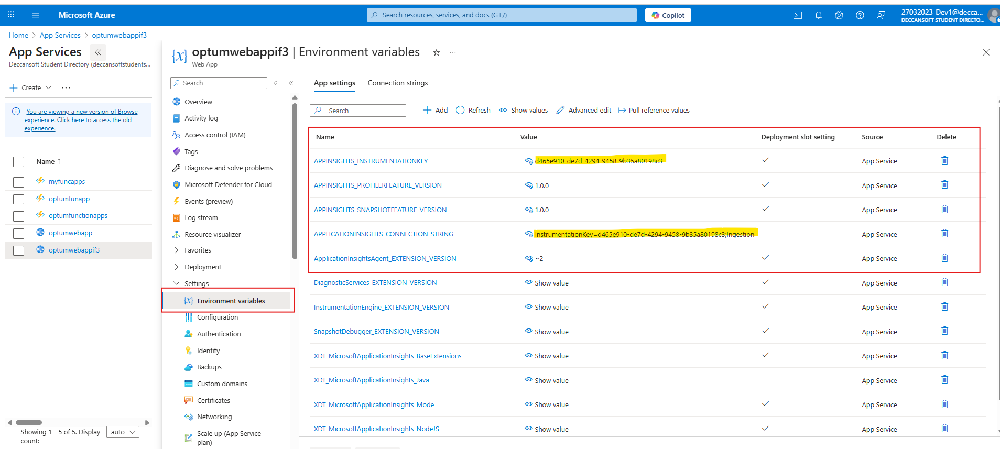 Microsoft Azure
Search resources, services, and docs (G+/)
Copilot
27032023-Dev1@decca...
DECCANSOFT STUDENT DIRECTO...
Home > App Services > optumwebappif3
App Services
Deccansoft Student Directory (deccansoftstudents...
Create
You are viewing a new version of Browse
experience. Click here to access the old
experience.
Name ↑
myfuncapps
optumfunapp
optumfunctionapps
optumwebapp
optumwebappif3
Showing 1 - 5 of 5. Display
count:
auto
optumwebappif3 | Environment variables
Web App
Search
Overview
Activity log
Access control (IAM)
Tags
Diagnose and solve problems
Microsoft Defender for Cloud
Events (preview)
Log stream
Resource visualizer
Favorites
Deployment
Settings
Environment variables
Configuration
Authentication
Identity
Backups
Custom domains
Certificates
Networking
Scale up (App Service
plan)
App settings Connection strings
Search
Add Refresh Show values Advanced edit Pull reference values
Name Value Deployment slot setting Source Delete
APPINSIGHTS_INSTRUMENTATIONKEY d465e910-de7d-4294-9458-9b35a80198c3 App Service
APPINSIGHTS_PROFILERFEATURE_VERSION 1.0.0 App Service
APPINSIGHTS_SNAPSHOTFEATURE_VERSION 1.0.0 App Service
APPLICATIONINSIGHTS_CONNECTION_STRING InstrumentationKey=d465e910-de7d-4294-9458-9b35a80198c3;IngestionI App Service
ApplicationInsightsAgent_EXTENSION_VERSION ~2 App Service
DiagnosticServices_EXTENSION_VERSION Show value App Service
InstrumentationEngine_EXTENSION_VERSION Show value App Service
SnapshotDebugger_EXTENSION_VERSION Show value App Service
XDT_MicrosoftApplicationInsights_BaseExtensions Show value App Service
XDT_MicrosoftApplicationInsights_Java Show value App Service
XDT_MicrosoftApplicationInsights_Mode Show value App Service
XDT_MicrosoftApplicationInsights_NodeJS Show value App Service